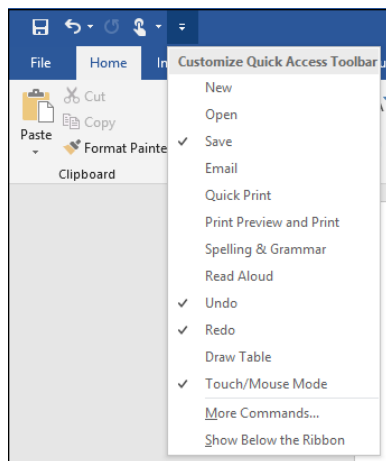 File Home In Customize Quick Access Toolbar
New
Cut
Open
Copy
Paste
Save
Format Painte
Email
Clipboard
Quick Print
Print Preview and Print
Spelling & Grammar
Read Aloud
Undo
Redo
Draw Table
Touch/Mouse Mode
More Commands...
Show Below the Ribbon